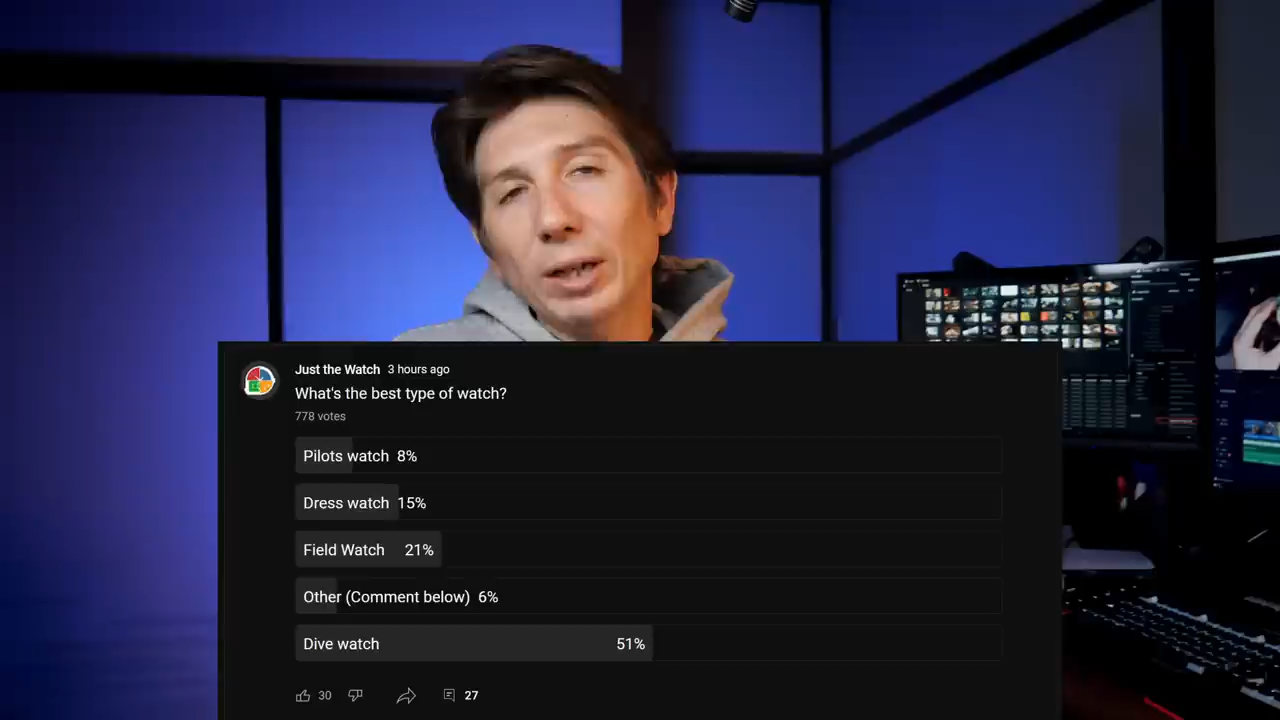 Just the Watch 3 hours ago
What's the best type of watch?
778 votes
Pilots watch 8%
Dress watch 15%
Field Watch 21%
Other (Comment below) 6%
Dive watch 51%
30 27